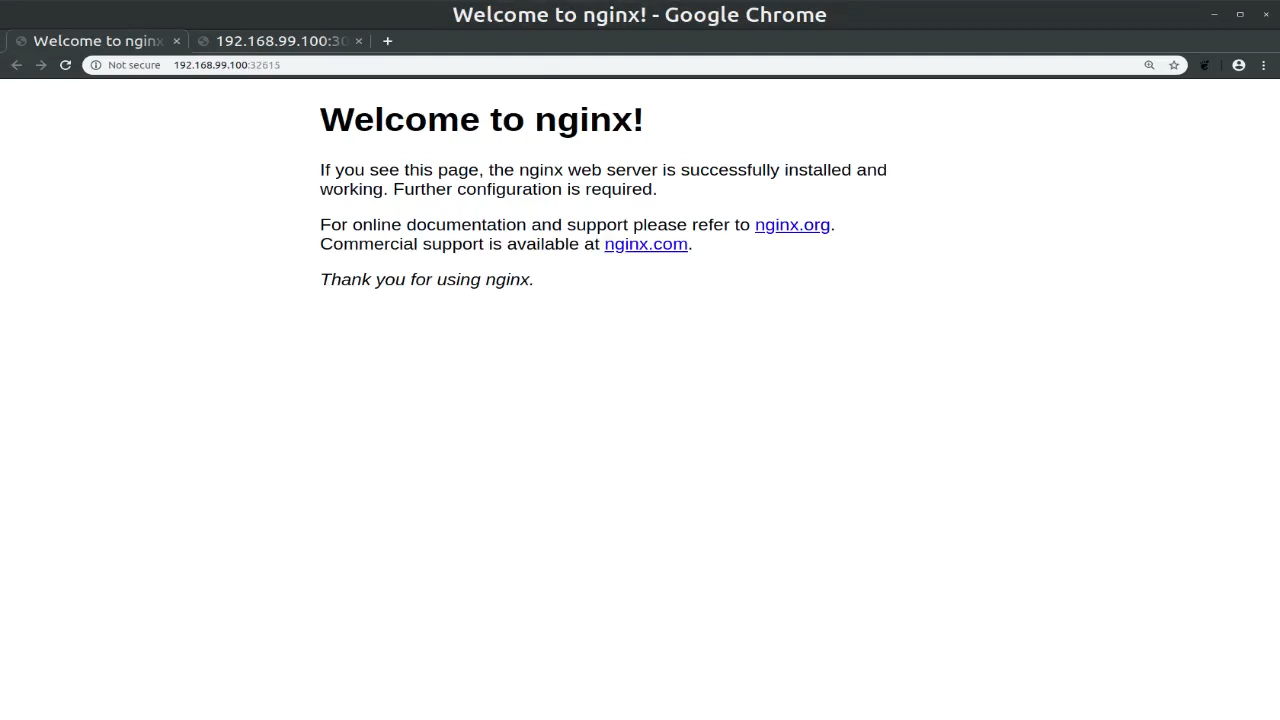 Welcome to nginx! - Google Chrome
Welcome to nginx
192.168.99.100:30
Not secure 192.168.99.100:32615
Welcome to nginx!
If you see this page, the nginx web server is successfully installed and
working. Further configuration is required.
For online documentation and support please refer to nginx.org.
Commercial support is available at nginx.com.
Thank you for using nginx.